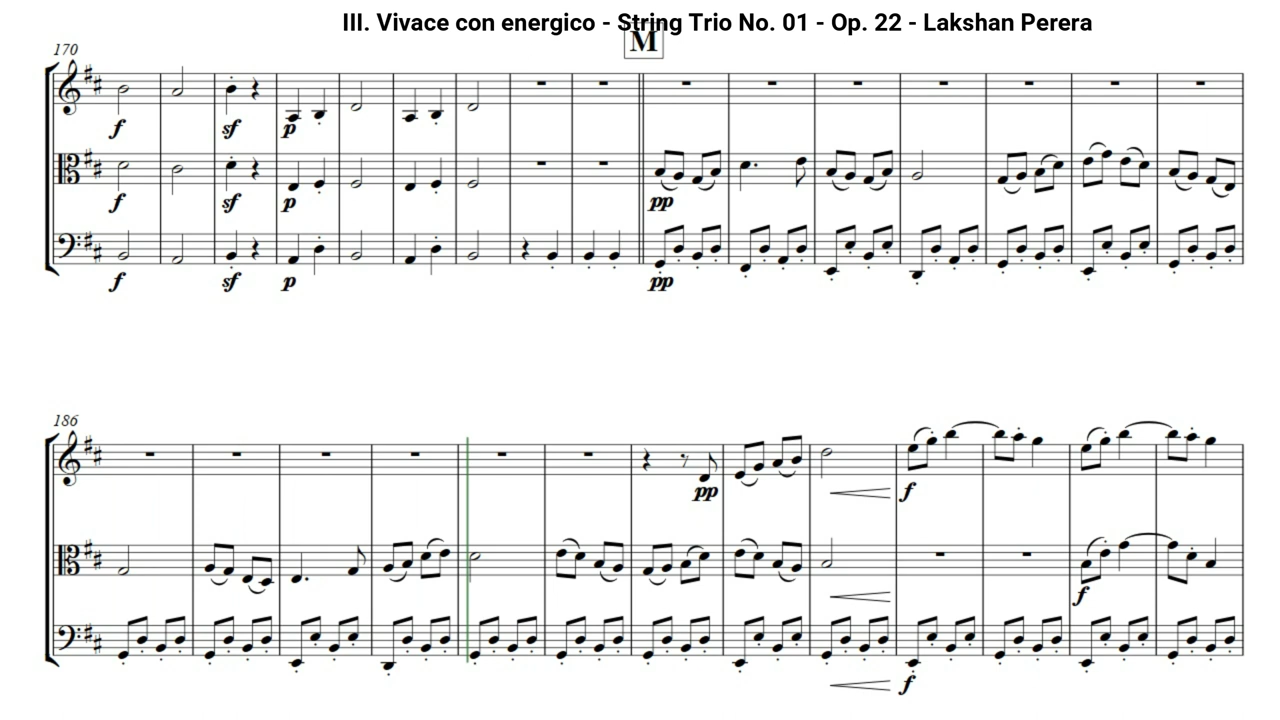 III. Vivace con energico - String Trio No. 01 - Op. 22 - Lakshan Perera
M
170
f sf p
f sf p pp
f sf p pp
186
pp f
f
f